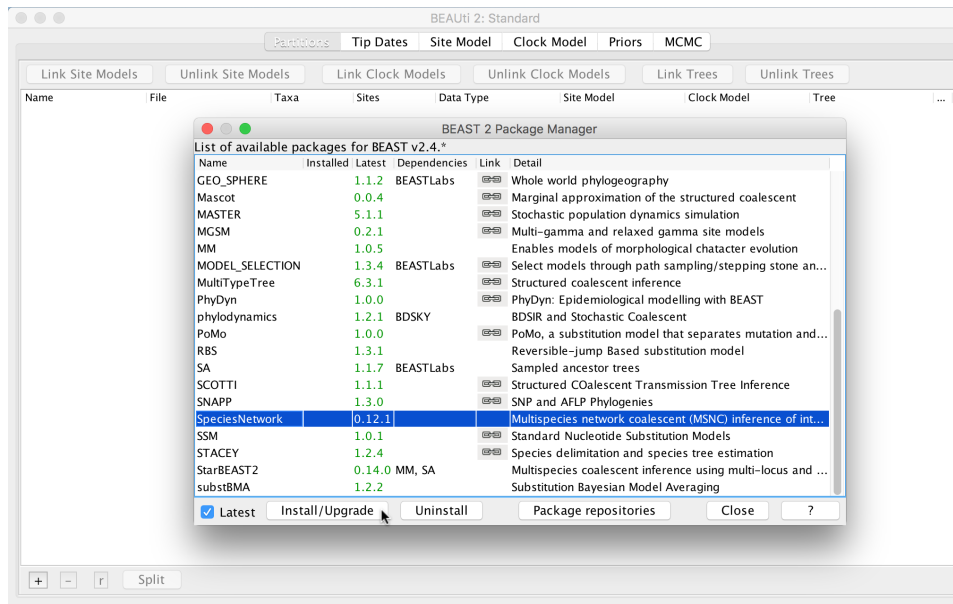 BEAUti 2: Standard
Partitions Tip Dates Site Model Clock Model Priors MCMC
Link Site Models Unlink Site Models Link Clock Models Unlink Clock Models Link Trees Unlink Trees
Name File Taxa Sites Data Type Site Model Clock Model Tree ...
BEAST 2 Package Manager
List of available packages for BEAST v2.4.*
Name Installed Latest Dependencies Link Detail
GEO_SPHERE 1.1.2 BEASTLabs Whole world phylogeography
Mascot 0.0.4 Marginal approximation of the structured coalescent
MASTER 5.1.1 Stochastic population dynamics simulation
MGSM 0.2.1 Multi-gamma and relaxed gamma site models
MM 1.0.5 Enables models of morphological chatacter evolution
MODEL_SELECTION 1.3.4 BEASTLabs Select models through path sampling/stepping stone an...
MultiTypeTree 6.3.1 Structured coalescent inference
PhyDyn 1.0.0 PhyDyn: Epidemiological modelling with BEAST
phylodynamics 1.2.1 BDSKY BDSIR and Stochastic Coalescent
PoMo 1.0.0 PoMo, a substitution model that separates mutation and...
RBS 1.3.1 Reversible-jump Based substitution model
SA 1.1.7 BEASTLabs Sampled ancestor trees
SCOTTI 1.1.1 Structured COalescent Transmission Tree Inference
SNAPP 1.3.0 SNP and AFLP Phylogenies
SpeciesNetwork 0.12.1 Multispecies network coalescent (MSNC) inference of int...
SSM 1.0.1 Standard Nucleotide Substitution Models
STACEY 1.2.4 Species delimitation and species tree estimation
StarBEAST2 0.14.0 MM, SA Multispecies coalescent inference using multi-locus and ...
substBMA 1.2.2 Substitution Bayesian Model Averaging
Latest Install/Upgrade Uninstall Package repositories Close ?
+ - r Split